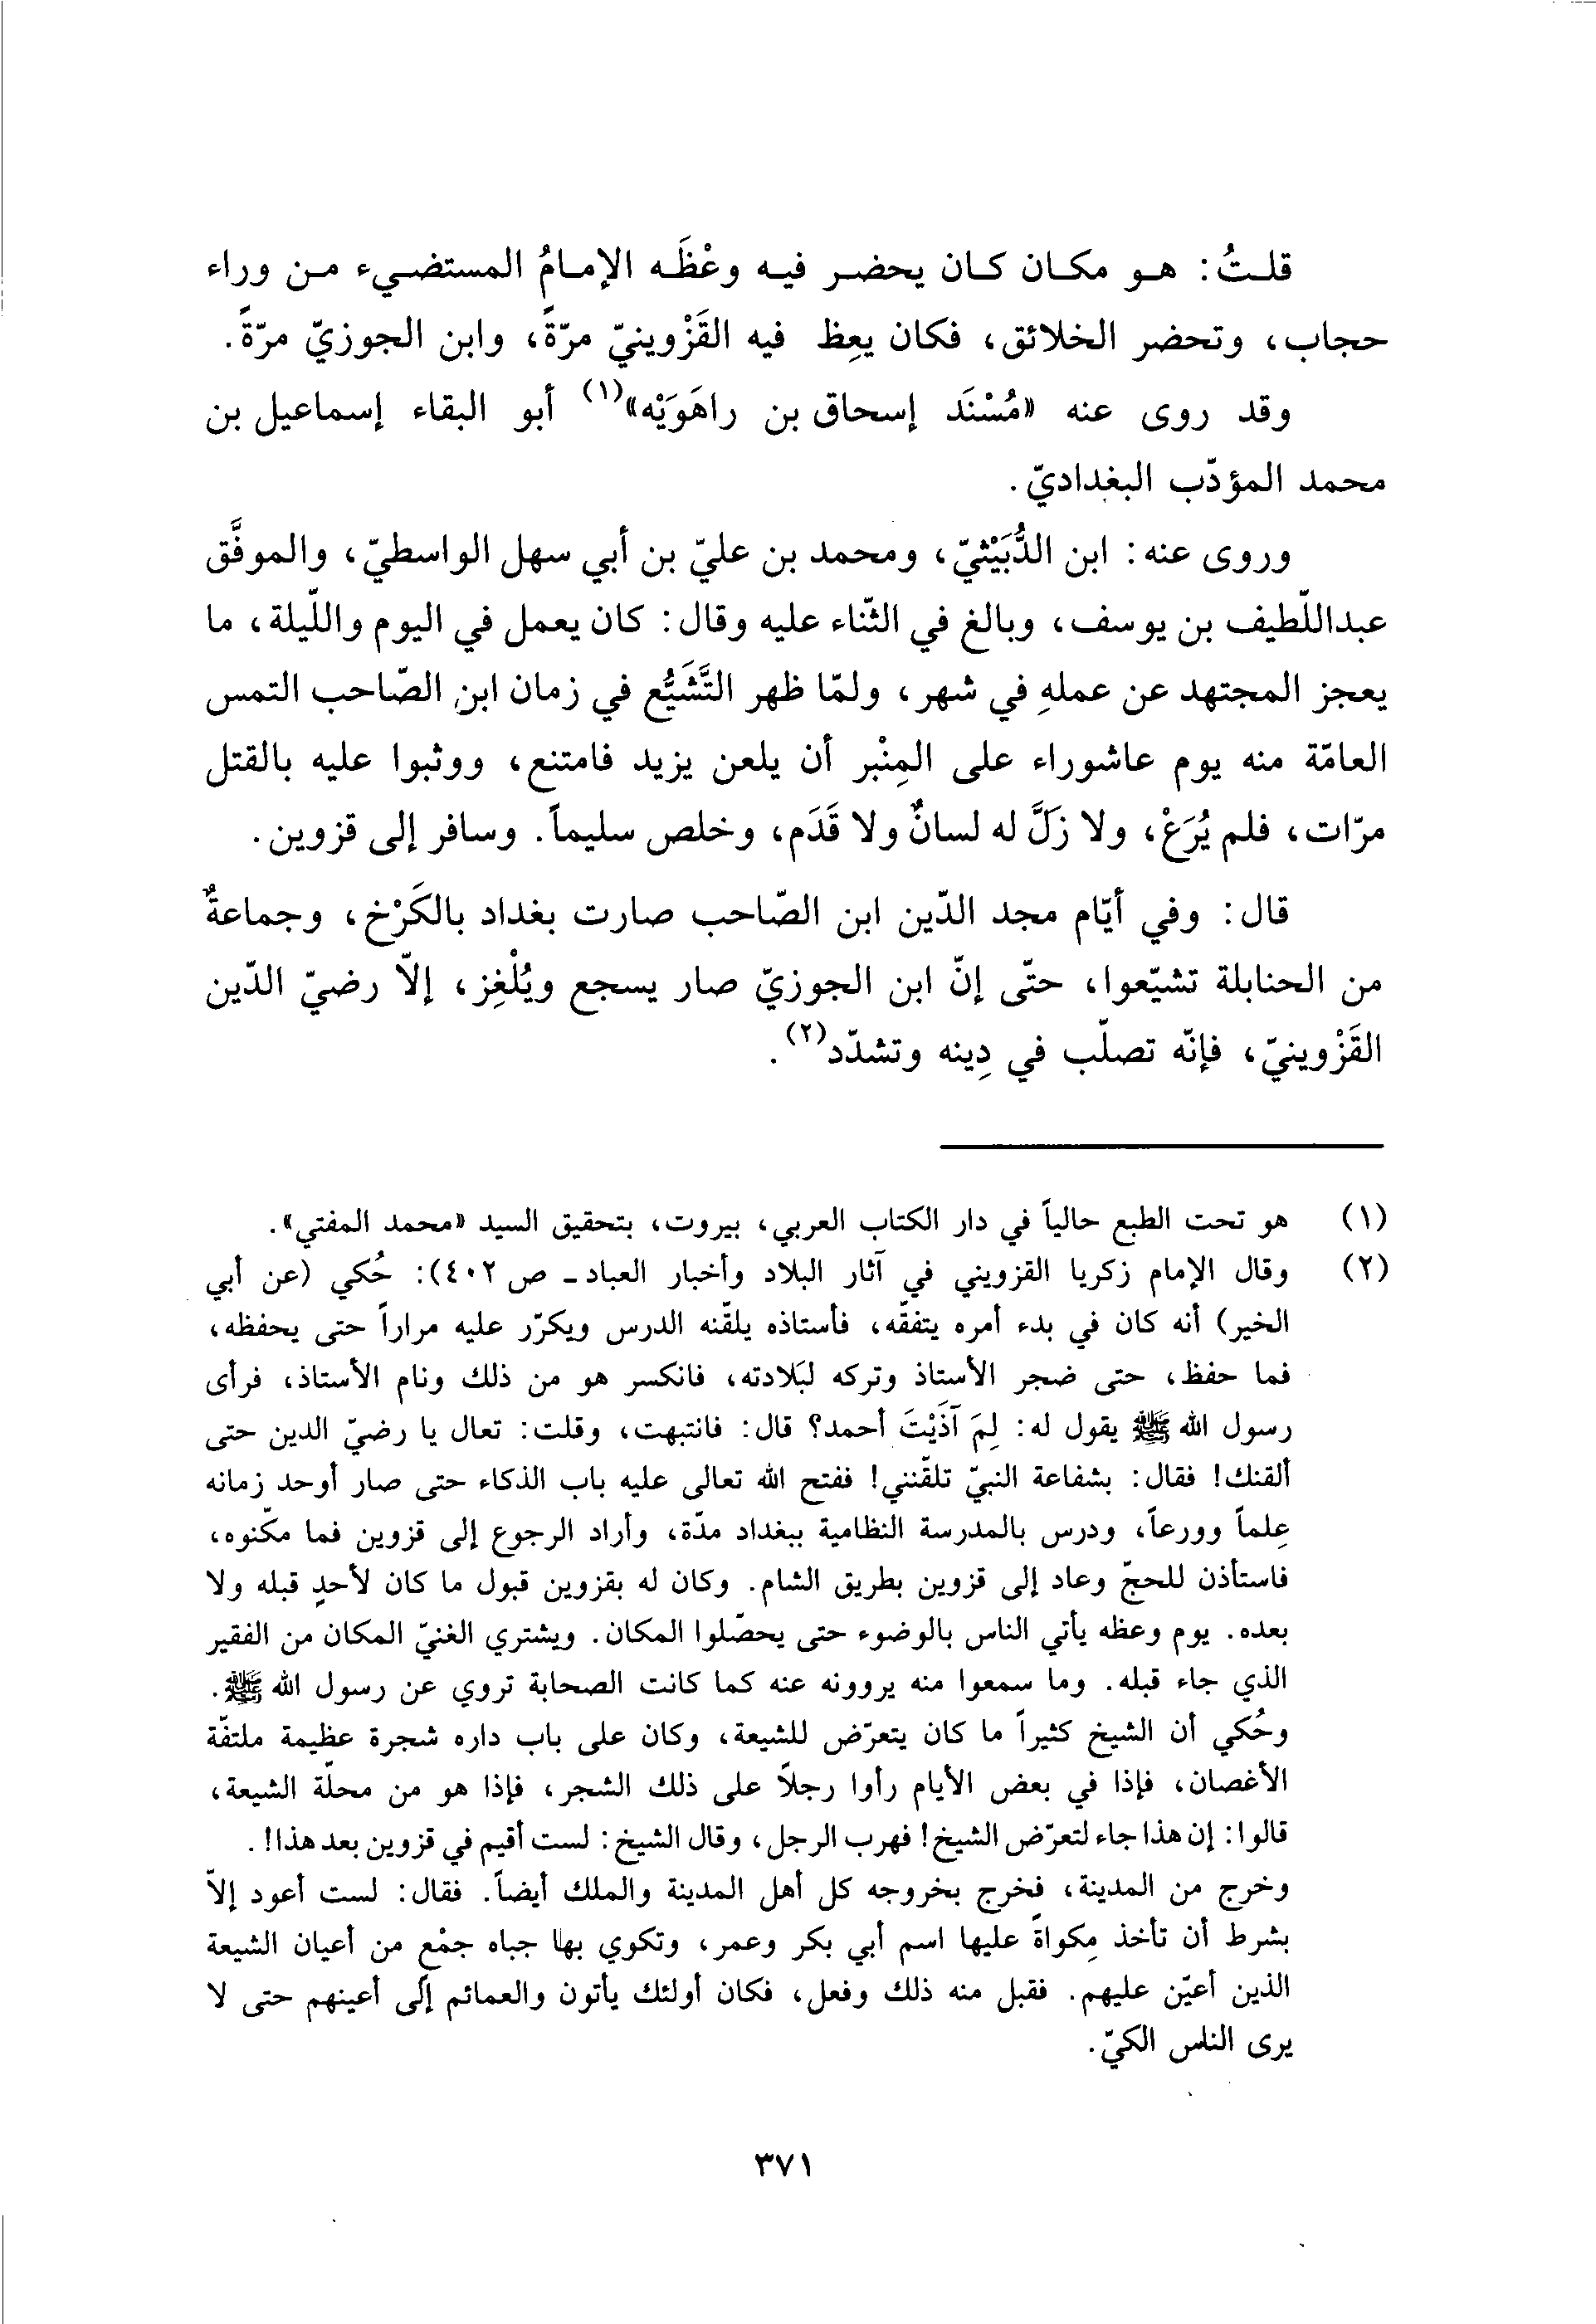 قلتُ: هو مكان كان يحضر فيه وعْظَه الإمامُ المستضيء من وراء
حجاب، وتحضر الخلائق، فكان يعِظ فيه القَزْوينيّ مرّةً، وابن الجوزيّ مرّةً.
وقد روى عنه «مُسْنَد إسحاق بن راهَوَيْه»(١) أبو البقاء إسماعيل بن
محمد المؤدّب البغداديّ.
وروى عنه: ابن الدُّبَيْثيّ، ومحمد بن عليّ بن أبي سهل الواسطيّ، والموفَّق
عبداللّطيف بن يوسف، وبالغ في الثّناء عليه وقال: كان يعمل في اليوم واللّيلة، ما
يعجز المجتهد عن عملهِ في شهر، ولمّا ظهر التَّشَيُّع في زمان ابن الصّاحب التمس
العامّة منه يوم عاشوراء على المِنْبر أن يلعن يزيد فامتنع، ووثبوا عليه بالقتل
مرّات، فلم يُرَعْ، ولا زَلَّ له لسانٌ ولا قَدَم، وخلص سليماً. وسافر إلى قزوين.
قال: وفي أيّام مجد الدّين ابن الصّاحب صارت بغداد بالكَرْخ، وجماعةٌ
من الحنابلة تشيّعوا، حتّى إنّ ابن الجوزيّ صار يسجع ويُلْغِز، إلاّ رضيّ الدّين
القَزْوينيّ، فإنّه تصلّب في دِينه وتشدّد(٢).
(١) هو تحت الطبع حالياً في دار الكتاب العربي، بيروت، بتحقيق السيد «محمد المفتي».
(٢) وقال الإمام زكريا القزويني في آثار البلاد وأخبار العباد ـ ص ٤٠٢): حُكي (عن أبي
الخير) أنه كان في بدء أمره يتفقّه، فأستاذه يلقّنه الدرس ويكرّر عليه مراراً حتى يحفظه،
فما حفظ، حتى ضجر الأستاذ وتركه لبَلادته، فانكسر هو من ذلك ونام الأستاذ، فرأى
رسول الله ﷺ يقول له: لِمَ آذَيْتَ أحمد؟ قال: فانتبهت، وقلت: تعال يا رضيّ الدين حتى
ألقنك! فقال: بشفاعة النبيّ تلقّنني! ففتح الله تعالى عليه باب الذكاء حتى صار أوحد زمانه
عِلماً وورعاً، ودرس بالمدرسة النظامية ببغداد مدّة، وأراد الرجوع إلى قزوين فما مكّنوه،
فاستأذن للحجّ وعاد إلى قزوين بطريق الشام. وكان له بقزوين قبول ما كان لأحدٍ قبله ولا
بعده. يوم وعظه يأتي الناس بالوضوء حتى يحصّلوا المكان. ويشتري الغنيّ المكان من الفقير
الذي جاء قبله. وما سمعوا منه يروونه عنه كما كانت الصحابة تروي عن رسول الله ﷺ.
وحُكي أن الشيخ كثيراً ما كان يتعرّض للشيعة، وكان على باب داره شجرة عظيمة ملتفّة
الأغصان، فإذا في بعض الأيام رأوا رجلاً على ذلك الشجر، فإذا هو من محلّة الشيعة،
قالوا: إن هذا جاء لتعرّض الشيخ! فهرب الرجل، وقال الشيخ: لست أقيم في قزوين بعد هذا!.
وخرج من المدينة، فخرج بخروجه كل أهل المدينة والملك أيضاً. فقال: لست أعود إلاّ
بشرط أن تأخذ مِكواةً عليها اسم أبي بكر وعمر، وتكوي بها جباه جمْعٍ من أعيان الشيعة
الذين أعيّن عليهم. فقبل منه ذلك وفعل، فكان أولئك يأتون والعمائم إلى أعينهم حتى لا
يرى الناس الكيّ.
٣٧١